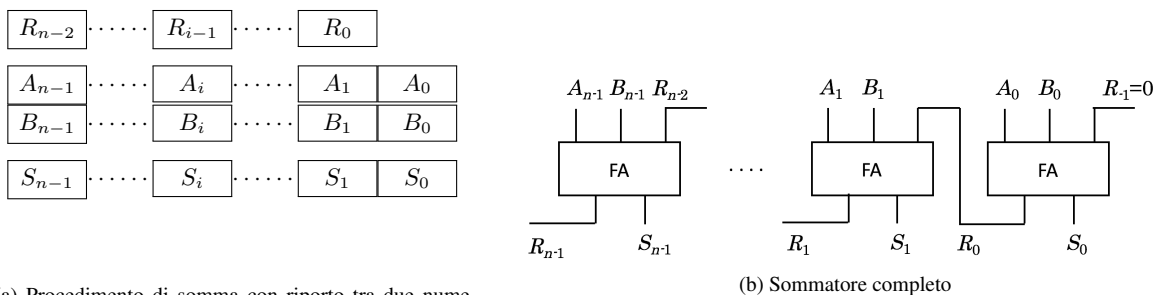 R_{n−2} ······ R_{i−1} ······ R_0
A_{n−1} ······ A_i ······ A_1 A_0
B_{n−1} ······ B_i ······ B_1 B_0
S_{n−1} ······ S_i ······ S_1 S_0
A_{n-1} B_{n-1} R_{n-2}
A_1 B_1
A_0 B_0 R_{-1}=0
FA
....
FA
FA
R_{n-1} S_{n-1}
R_1 S_1
R_0 S_0
(b) Sommatore completo
Procedimento di somma con riporto tra due nume